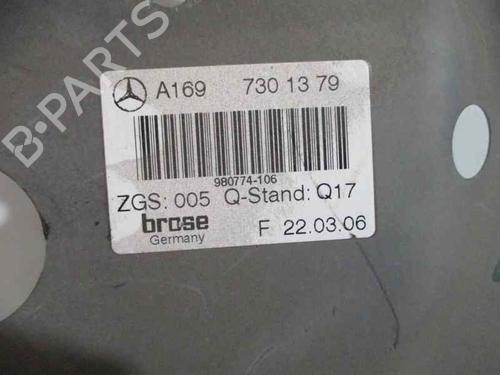 B-PARTS
A169 730 13 79
980774-106
ZGS: 005 Q-Stand: Q17
brose
Germany
F 22.03.06